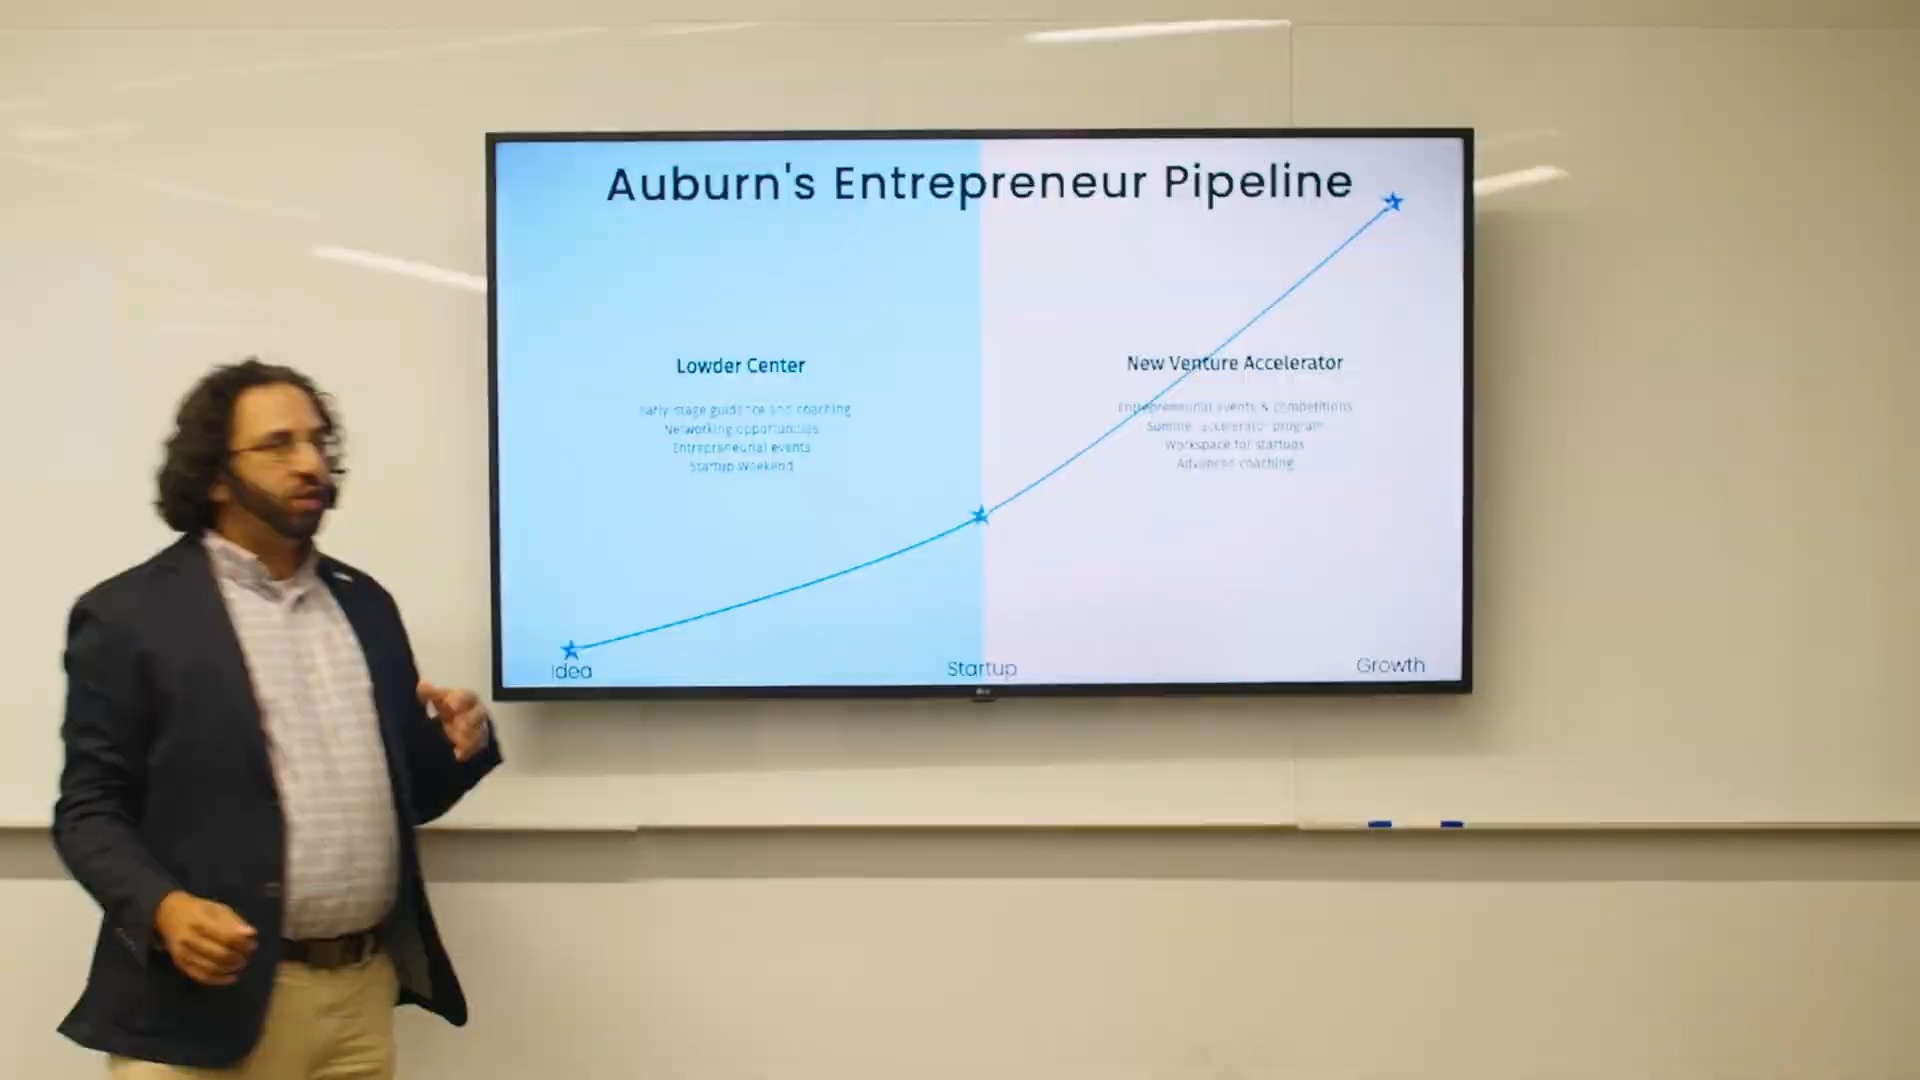 Auburn's Entrepreneur Pipeline
Lowder Center
Early-stage guidance and coaching
Networking opportunities
Entrepreneurial events
Startup Weekend
New Venture Accelerator
Entrepreneurial events & competitions
Summer accelerator program
Workspace for startups
Advanced coaching
Idea
Startup
Growth
LG